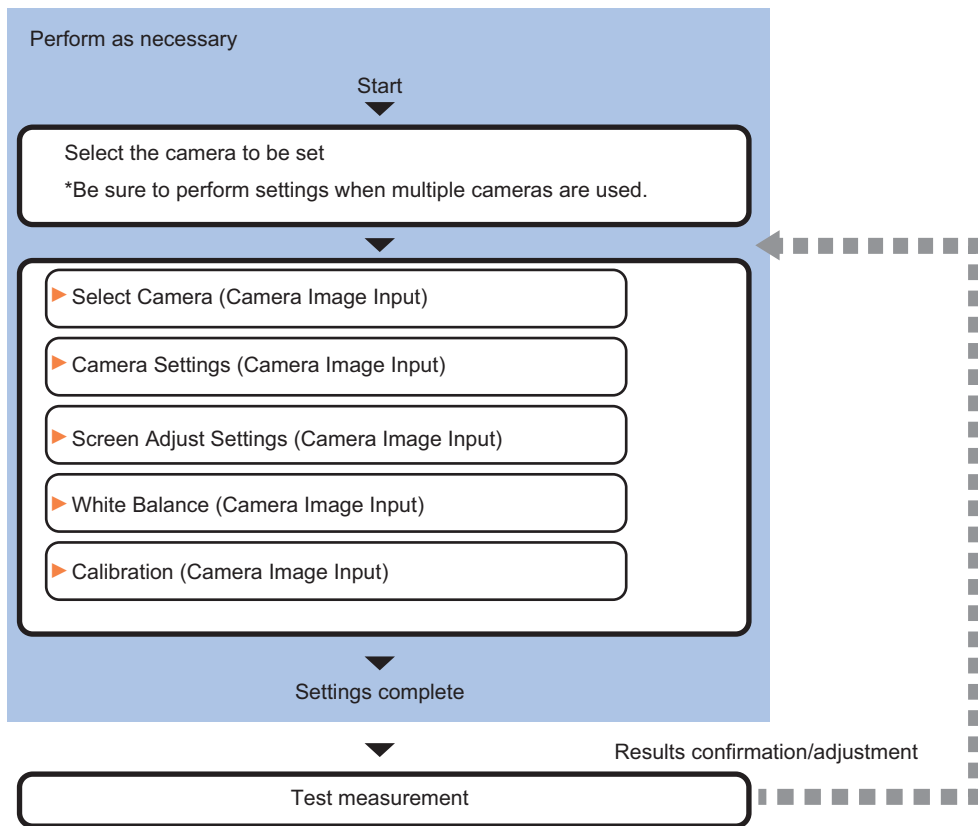 Perform as necessary
Start
Select the camera to be set
*Be sure to perform settings when multiple cameras are used.
Select Camera (Camera Image Input)
Camera Settings (Camera Image Input)
Screen Adjust Settings (Camera Image Input)
White Balance (Camera Image Input)
Calibration (Camera Image Input)
Settings complete
Results confirmation/adjustment
Test measurement